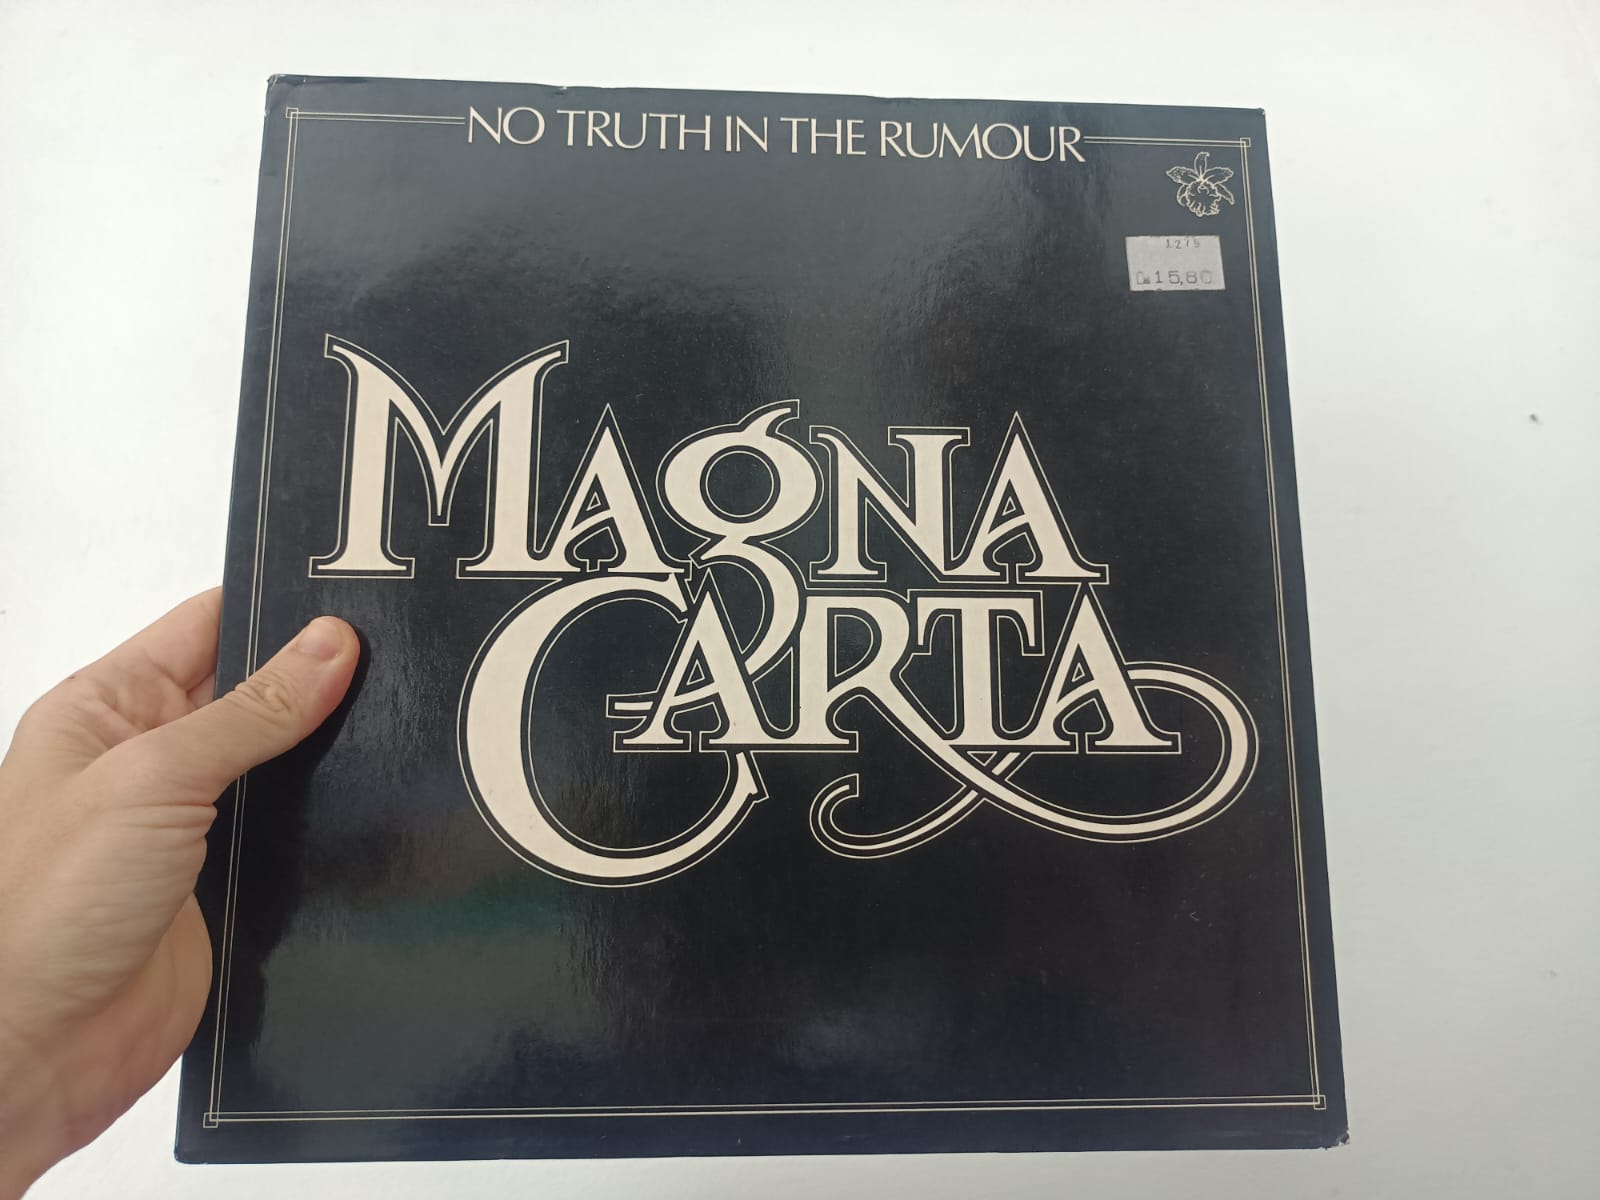 NO TRUTH IN THE RUMOUR
1279
15,80
MAGNA
CARTA